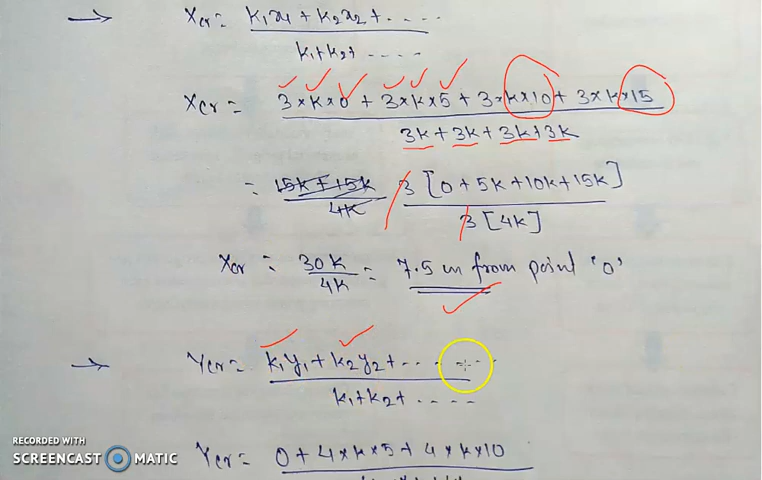 → Xcr = K1x1 + K2x2 + .....
K1+K2+ .....
Xcr = 3×K×0 + 3×K×5 + 3×K×10 + 3×K×15
3K + 3K + 3K+3K
= 15K + 15K 3 [0+5K+10K+15K]
4K 3 [4K]
Xcr = 30K = 7.5 m from point 'O'
4K
→ Ycr = K1y1 + K2y2 + .....
K1+K2+ .....
RECORDED WITH
SCREENCAST MATIC
Ycr = 0 + 4×K×5 + 4×K×10